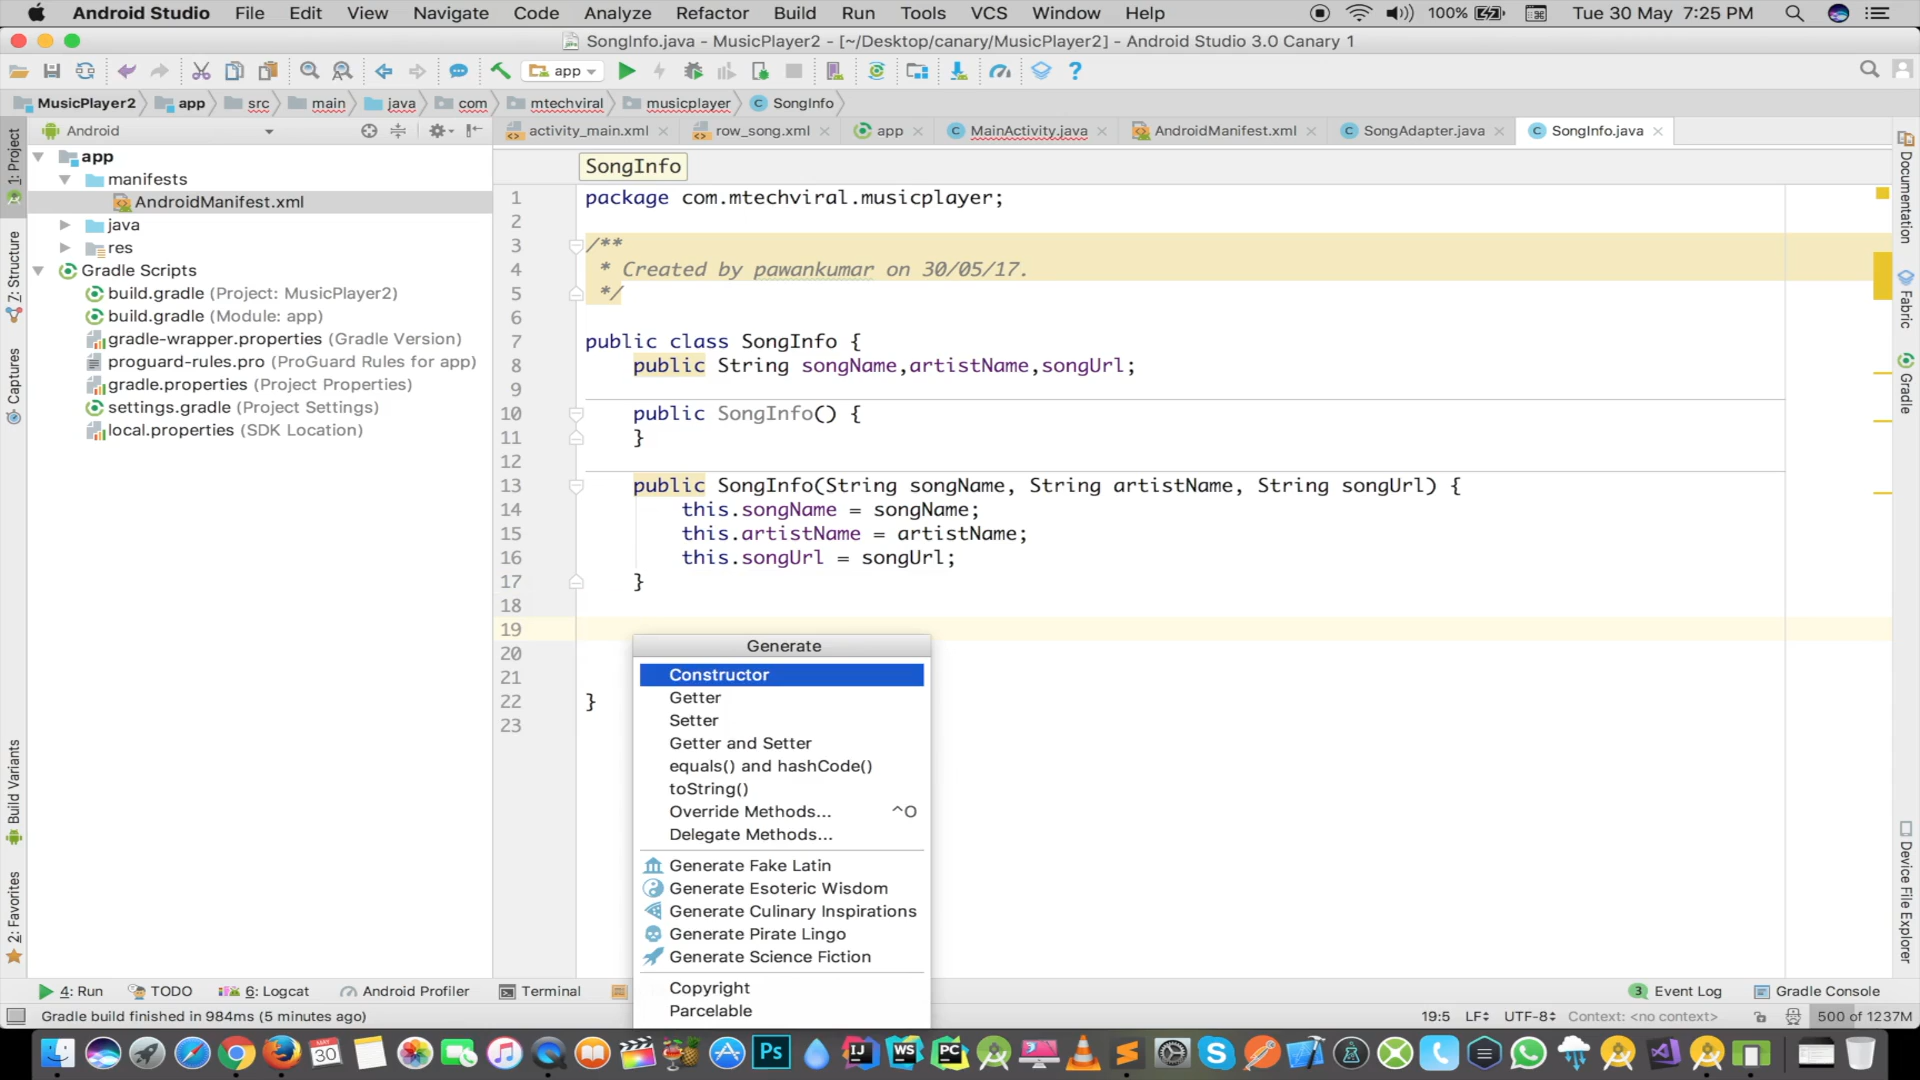 Android Studio File Edit View Navigate Code Analyze Refactor Build Run Tools VCS Window Help 100% Tue 30 May 7:25 PM
SongInfo.java - MusicPlayer2 - [~/Desktop/canary/MusicPlayer2] - Android Studio 3.0 Canary 1
app
MusicPlayer2 app src main java com mtechviral musicplayer SongInfo
Android
activity_main.xml row_song.xml app MainActivity.java AndroidManifest.xml SongAdapter.java SongInfo.java
1: Project
7: Structure
Captures
Build Variants
2: Favorites
app
manifests
AndroidManifest.xml
java
res
Gradle Scripts
build.gradle (Project: MusicPlayer2)
build.gradle (Module: app)
gradle-wrapper.properties (Gradle Version)
proguard-rules.pro (ProGuard Rules for app)
gradle.properties (Project Properties)
settings.gradle (Project Settings)
local.properties (SDK Location)
SongInfo
1 package com.mtechviral.musicplayer;
2
3 /**
4 * Created by pawankumar on 30/05/17.
5 */
6
7 public class SongInfo {
8 public String songName,artistName,songUrl;
9
10 public SongInfo() {
11 }
12
13 public SongInfo(String songName, String artistName, String songUrl) {
14 this.songName = songName;
15 this.artistName = artistName;
16 this.songUrl = songUrl;
17 }
18
19
20
21
22 }
23
Generate
Constructor
Getter
Setter
Getter and Setter
equals() and hashCode()
toString()
Override Methods... ^O
Delegate Methods...
Generate Fake Latin
Generate Esoteric Wisdom
Generate Culinary Inspirations
Generate Pirate Lingo
Generate Science Fiction
Copyright
Parcelable
Documentation
Fabric
Gradle
Device File Explorer
4: Run TODO 6: Logcat Android Profiler Terminal 3 Event Log Gradle Console
Gradle build finished in 984ms (5 minutes ago) 19:5 LF UTF-8 Context: <no context> 500 of 1237M
MAY 30 Ps IJ WS PC